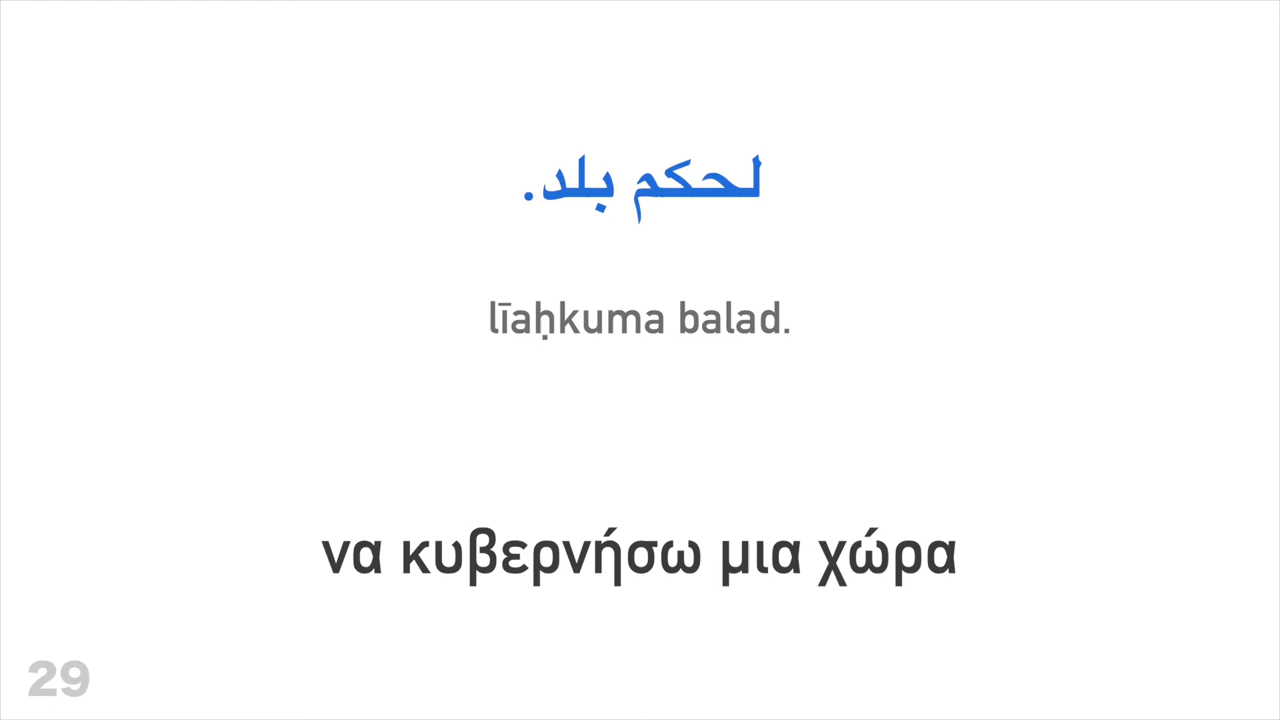 لحكم بلد.
līaḥkuma balad.
να κυβερνήσω μια χώρα
29